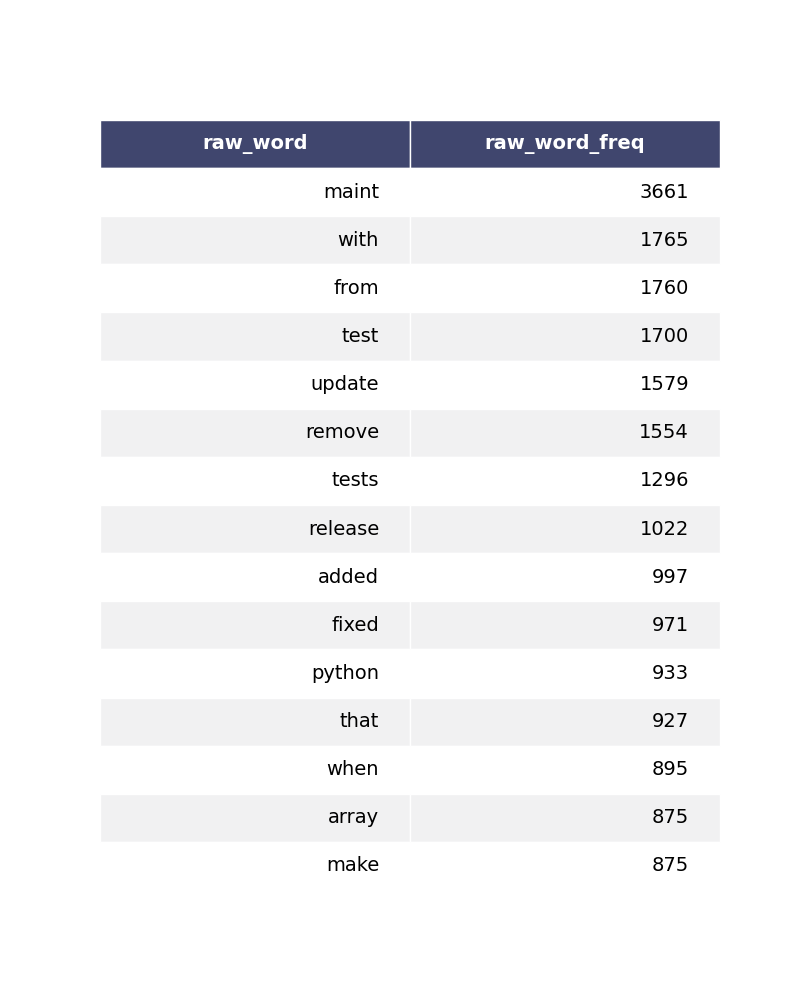 raw_word raw_word_freq
maint 3661
with 1765
from 1760
test 1700
update 1579
remove 1554
tests 1296
release 1022
added 997
fixed 971
python 933
that 927
when 895
array 875
make 875